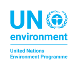 UN
environment
United Nations
Environment Programme